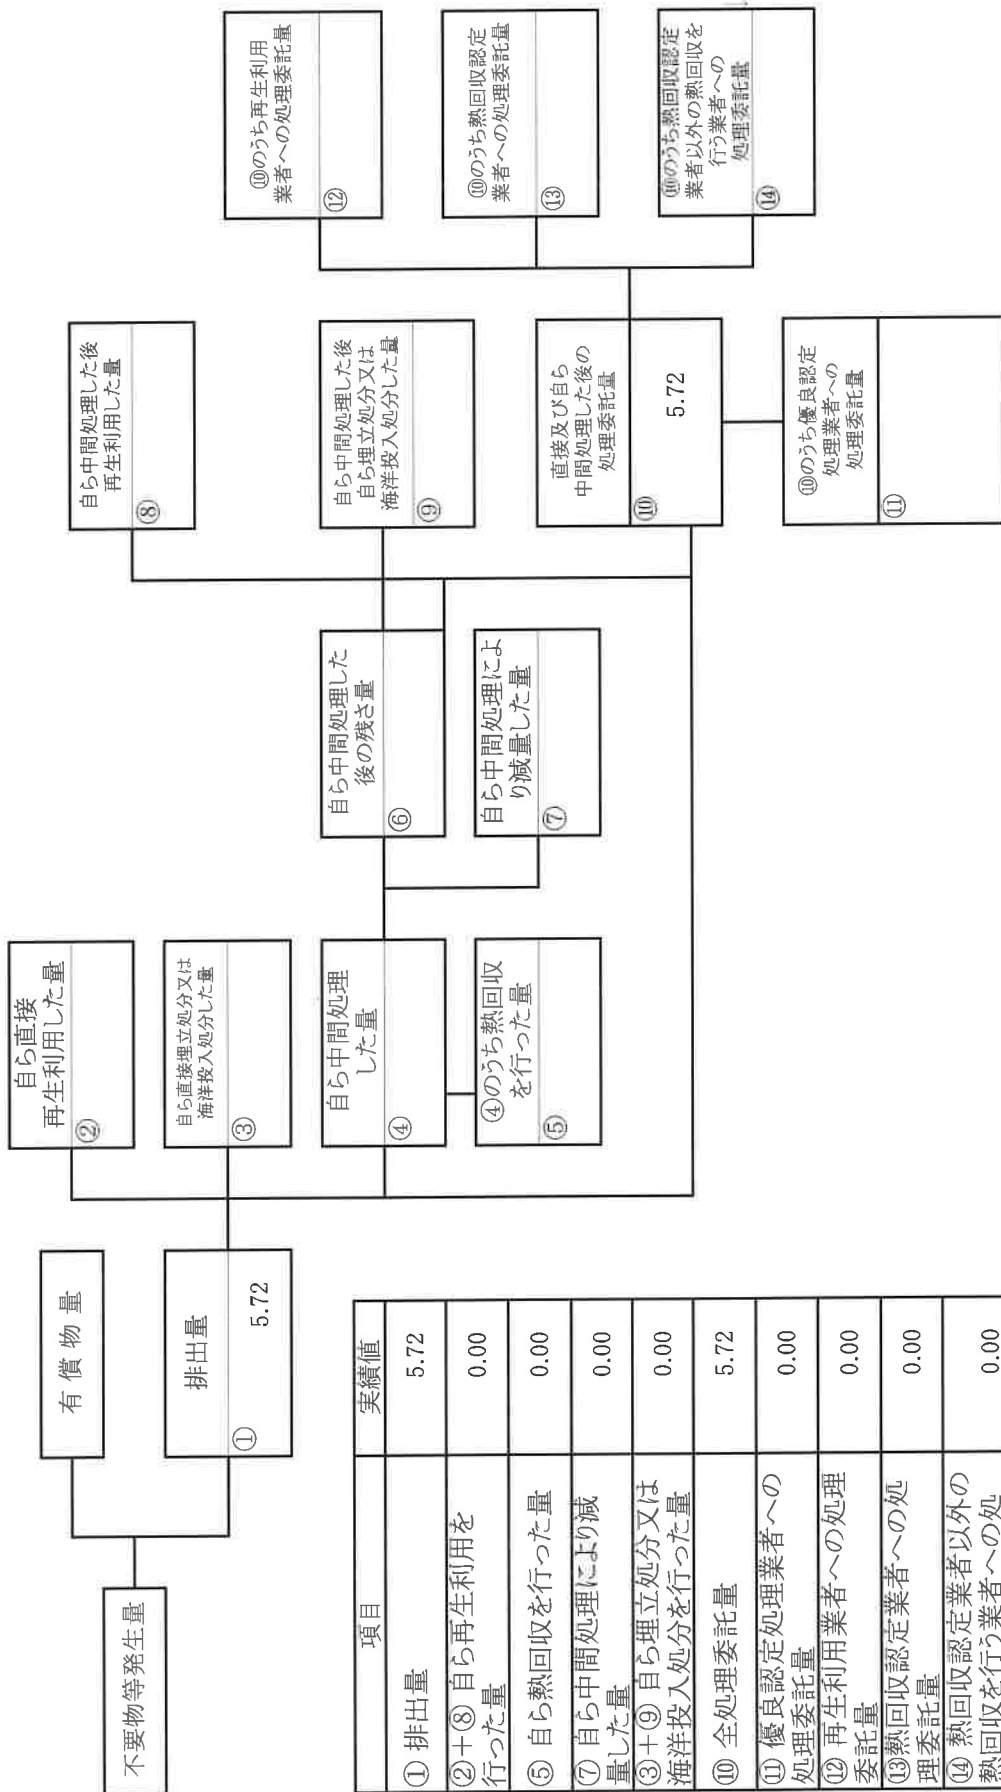 不要物等発生量
有償物量
排出量
①
5.72
自ら直接
再生利用した量
②
自ら直接埋立処分又は
海洋投入処分した量
③
自ら中間処理
した量
④
④のうち熱回収
を行った量
⑤
自ら中間処理した
後の残さ量
⑥
自ら中間処理によ
り減量した量
⑦
自ら中間処理した後
再生利用した量
⑧
自ら中間処理した後
自ら埋立処分又は
海洋投入処分した量
⑨
直接及び自ら
中間処理した後の
処理委託量
⑩
5.72
⑩のうち優良認定
処理業者への
処理委託量
⑪
⑩のうち再生利用
業者への処理委託量
⑫
⑩のうち熱回収認定
業者への処理委託量
⑬
⑩のうち熱回収認定
業者以外の熱回収を
行う業者への
処理委託量
⑭
項目 実績値
① 排出量 5.72
②+⑧ 自ら再生利用を
行った量 0.00
⑤ 自ら熱回収を行った量 0.00
⑦ 自ら中間処理により減
量した量 0.00
③+⑨ 自ら埋立処分又は
海洋投入処分を行った量 0.00
⑩ 全処理委託量 5.72
⑪ 優良認定処理業者への
処理委託量 0.00
⑫ 再生利用業者への処理
委託量 0.00
⑬熱回収認定業者への処
理委託量 0.00
⑭ 熱回収認定業者以外の
熱回収を行う業者への処 0.00